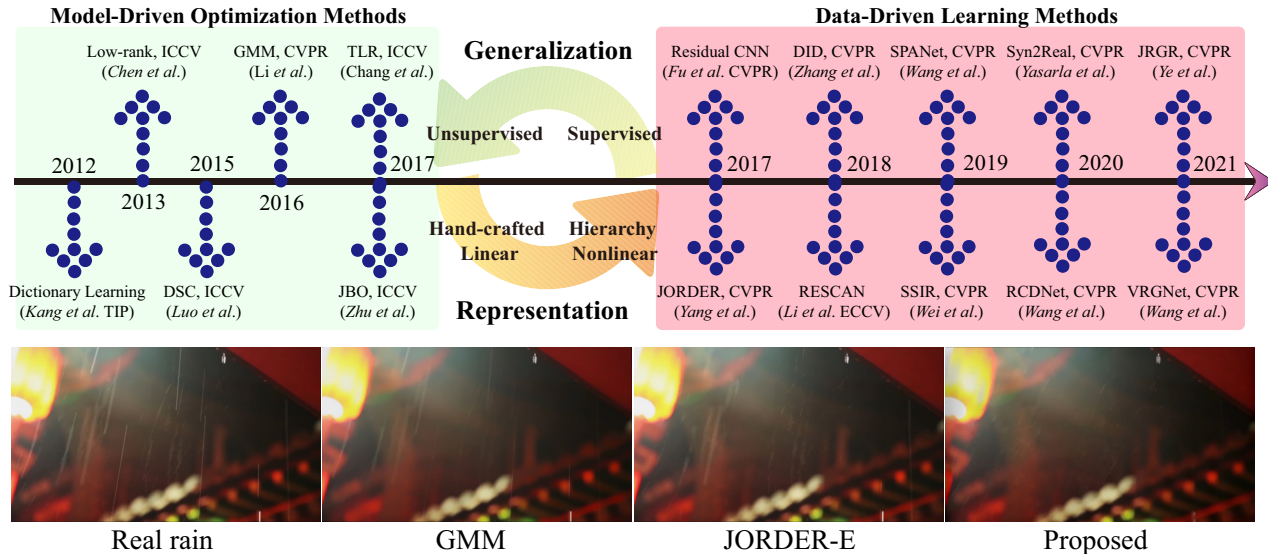 Model-Driven Optimization Methods
Data-Driven Learning Methods
Low-rank, ICCV
(Chen et al.)
GMM, CVPR
(Li et al.)
TLR, ICCV
(Chang et al.)
Generalization
Residual CNN
(Fu et al. CVPR)
DID, CVPR
(Zhang et al.)
SPANet, CVPR
(Wang et al.)
Syn2Real, CVPR
(Yasarla et al.)
JRGR, CVPR
(Ye et al.)
Unsupervised
Supervised
2012
2013
2015
2016
2017
2017
2018
2019
2020
2021
Hand-crafted
Linear
Hierarchy
Nonlinear
Representation
Dictionary Learning
(Kang et al. TIP)
DSC, ICCV
(Luo et al.)
JBO, ICCV
(Zhu et al.)
JORDER, CVPR
(Yang et al.)
RESCAN
(Li et al. ECCV)
SSIR, CVPR
(Wei et al.)
RCDNet, CVPR
(Wang et al.)
VRGNet, CVPR
(Wang et al.)
Real rain
GMM
JORDER-E
Proposed